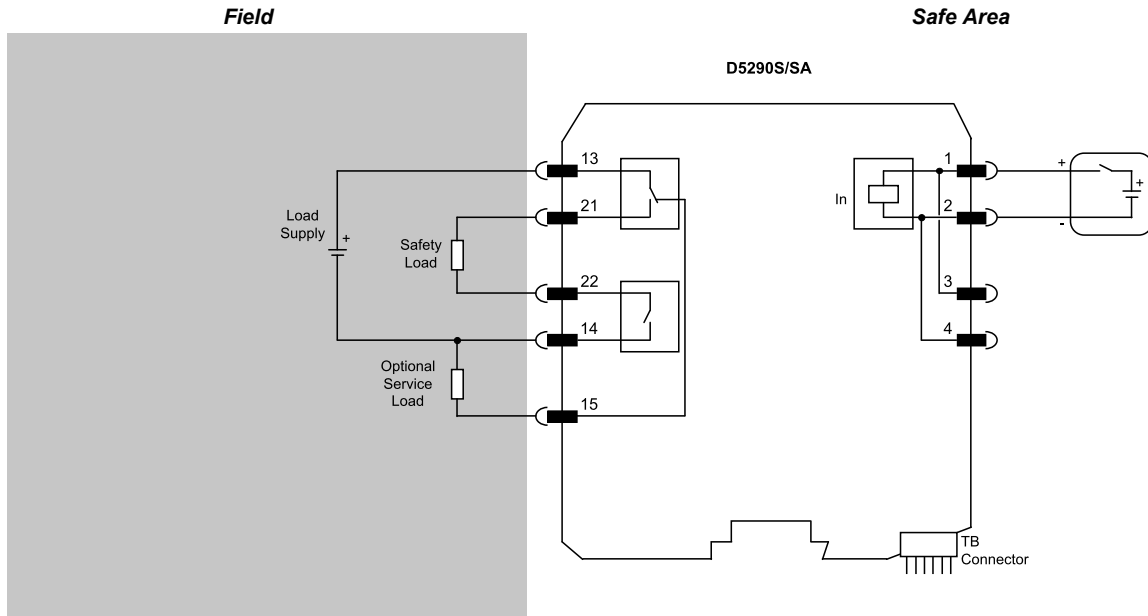 Field
Safe Area
D5290S/SA
13
21
22
14
15
Load
Supply
+
Safety
Load
Optional
Service
Load
In
1
2
3
4
+
-
+
TB
Connector